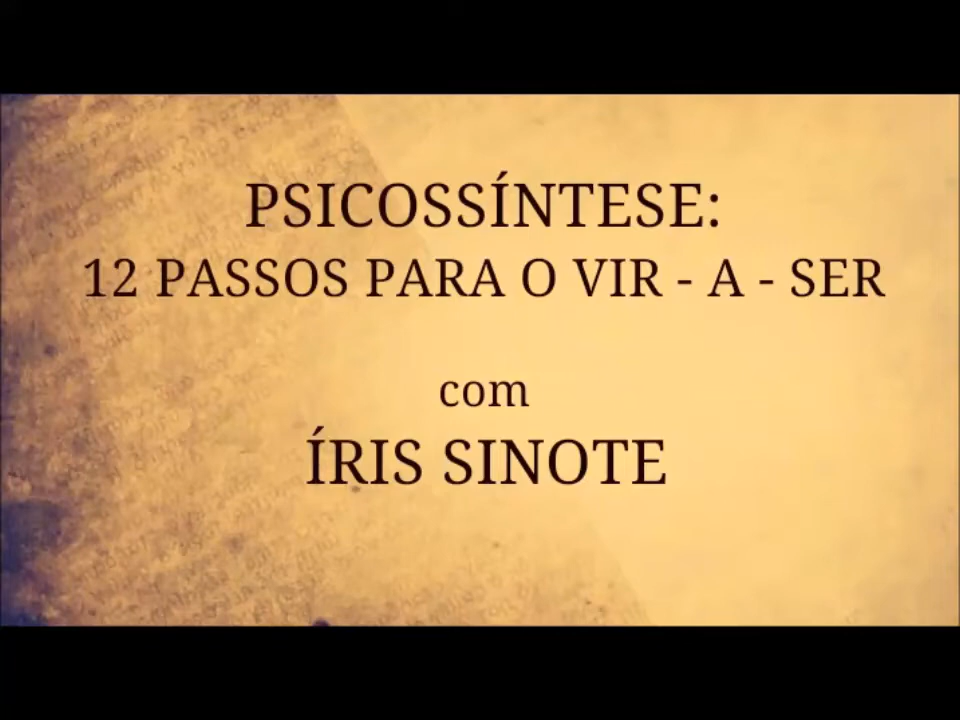 PSICOSSÍNTESE:
12 PASSOS PARA O VIR - A - SER
com
ÍRIS SINOTE